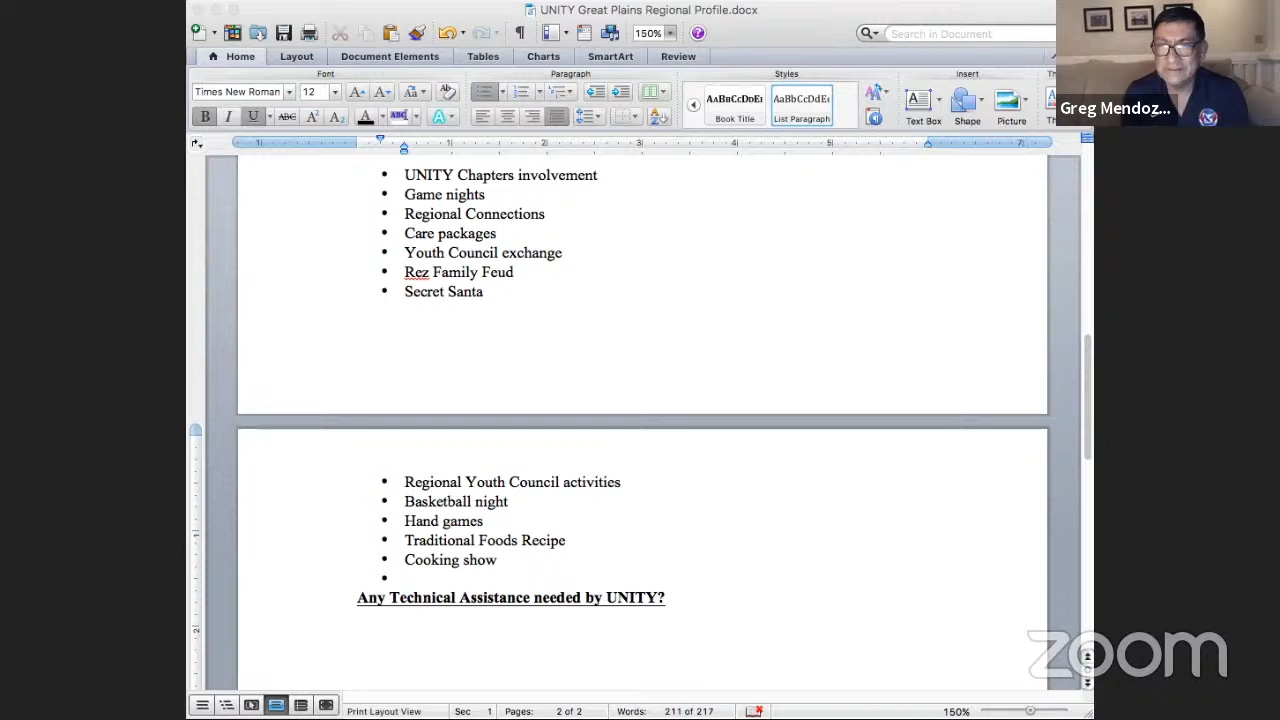 UNITY Great Plains Regional Profile.docx
150%
Search in Document
Home Layout Document Elements Tables Charts SmartArt Review
Font Paragraph Styles Insert
Times New Roman 12
AaBbCcDdEe AaBbCcDdEe
Book Title List Paragraph
Text Box Shape Picture
Greg Mendoz...
UNITY Chapters involvement
Game nights
Regional Connections
Care packages
Youth Council exchange
Rez Family Feud
Secret Santa
Regional Youth Council activities
Basketball night
Hand games
Traditional Foods Recipe
Cooking show
Any Technical Assistance needed by UNITY?
zoom
Print Layout View Sec 1 Pages: 2 of 2 Words: 211 of 217 150%